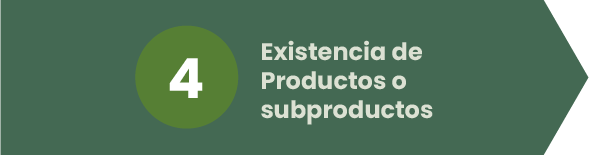 4
Existencia de
Productos o
subproductos